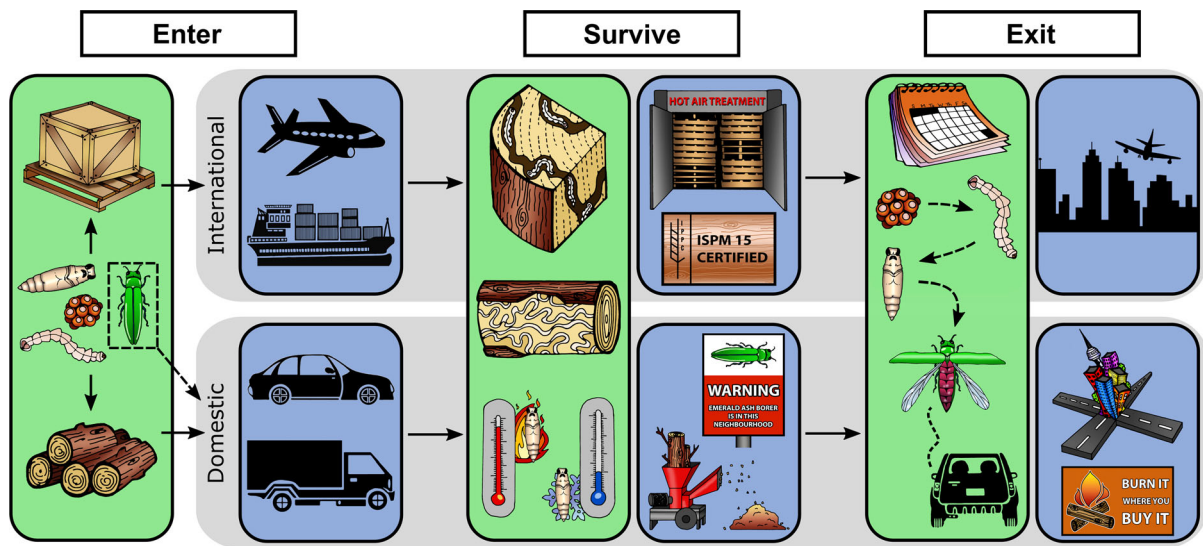 Enter
Survive
Exit
International
HOT AIR TREATMENT
ISPM 15
CERTIFIED
Domestic
WARNING
EMERALD ASH BORER
IS IN THIS
NEIGHBOURHOOD
BURN IT
WHERE YOU
BUY IT